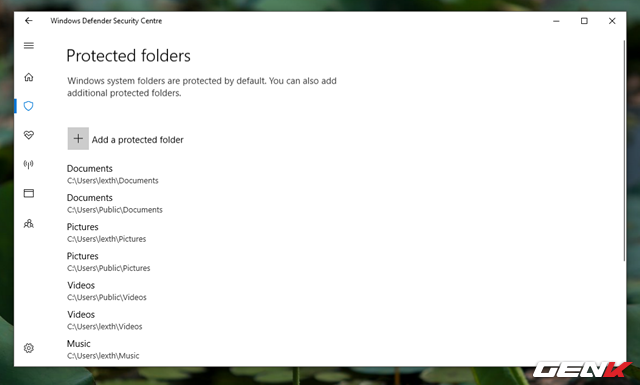 Windows Defender Security Centre
Protected folders
Windows system folders are protected by default. You can also add
additional protected folders.
Add a protected folder
Documents
C:\Users\lexth\Documents
Documents
C:\Users\Public\Documents
Pictures
C:\Users\lexth\Pictures
Pictures
C:\Users\Public\Pictures
Videos
C:\Users\Public\Videos
Videos
C:\Users\lexth\Videos
Music
C:\Users\lexth\Music
GENK